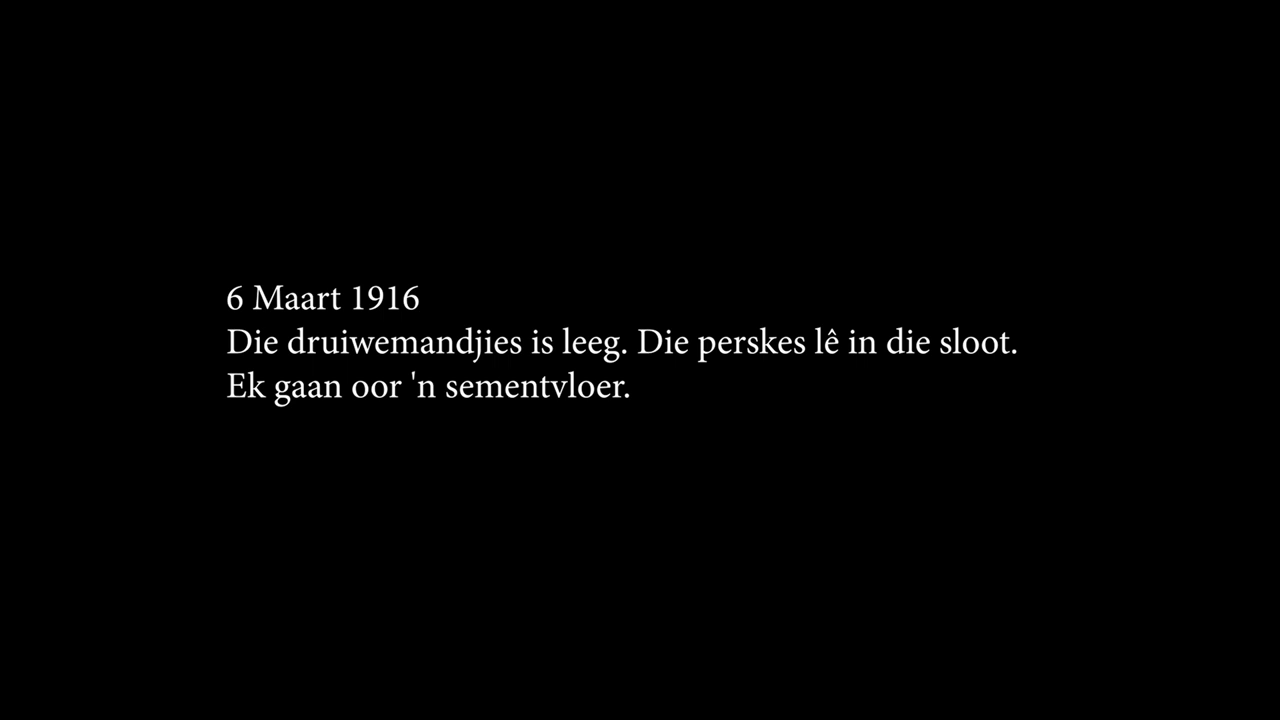 6 Maart 1916
Die druiwemandjies is leeg. Die perskes lê in die sloot.
Ek gaan oor 'n sementvloer.